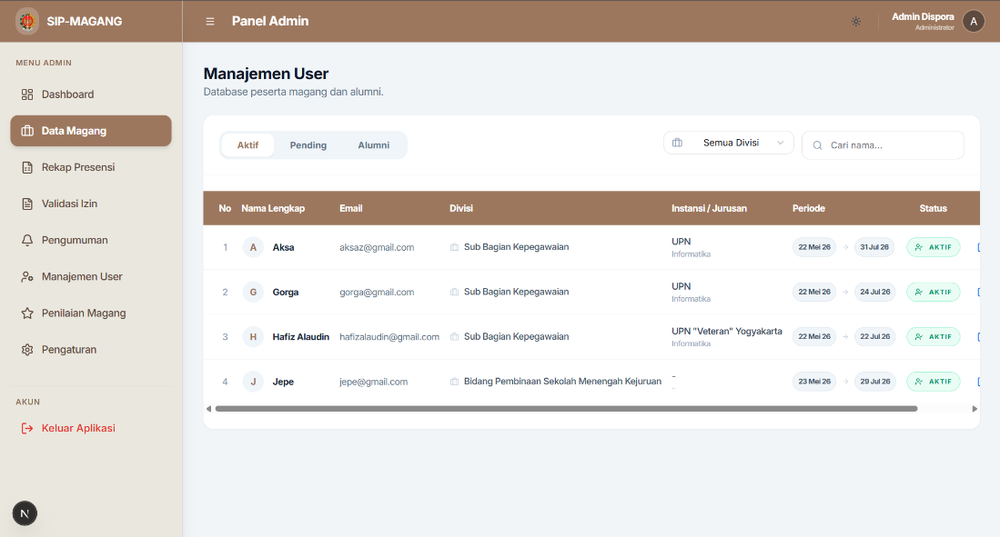 SIP-MAGANG
Panel Admin
Admin Dispora
Administrator
A
MENU ADMIN
Dashboard
Data Magang
Rekap Presensi
Validasi Izin
Pengumuman
Manajemen User
Penilaian Magang
Pengaturan
AKUN
Keluar Aplikasi
N
Manajemen User
Database peserta magang dan alumni.
Aktif Pending Alumni Semua Divisi Cari nama...
No Nama Lengkap Email Divisi Instansi / Jurusan Periode Status
1 A Aksa aksaz@gmail.com Sub Bagian Kepegawaian UPN 22 Mei 26 → 31 Jul 26 AKTIF
Informatika
2 G Gorga gorga@gmail.com Sub Bagian Kepegawaian UPN 22 Mei 26 → 24 Jul 26 AKTIF
Informatika
3 H Hafiz Alaudin hafizalaudin@gmail.com Sub Bagian Kepegawaian UPN "Veteran" Yogyakarta 22 Mei 26 → 22 Jul 26 AKTIF
Informatika
4 J Jepe jepe@gmail.com Bidang Pembinaan Sekolah Menengah Kejuruan - 23 Mei 26 → 29 Jul 26 AKTIF
-